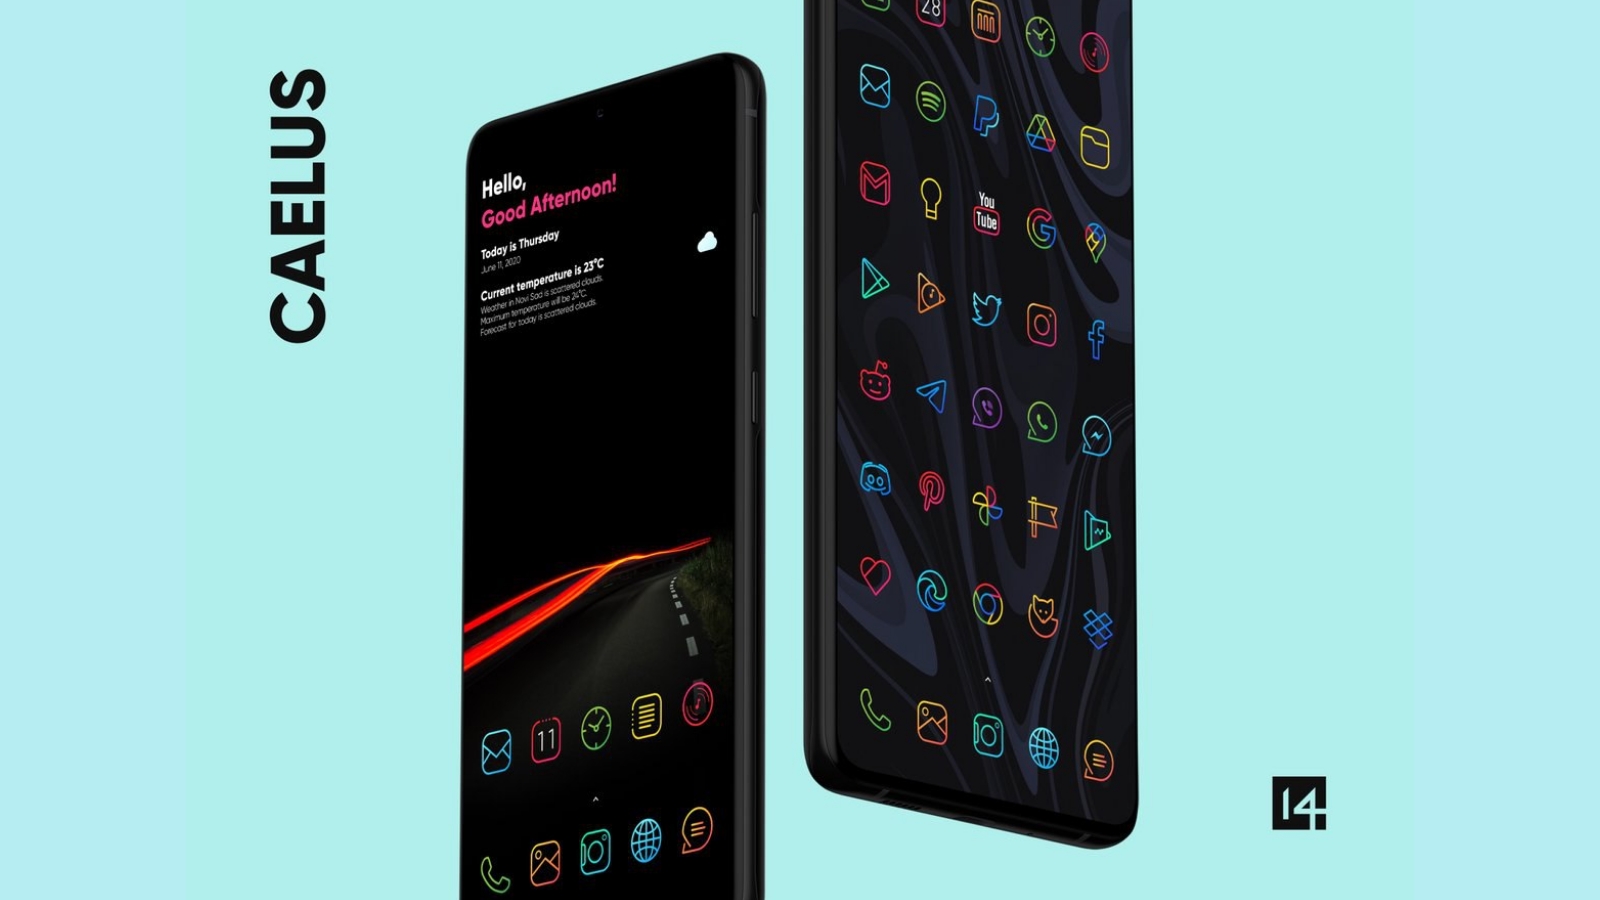 CAELUS
Hello,
Good Afternoon!
Today is Thursday
June 11, 2020
Current temperature is 23°C
Weather in Novi Sad is scattered clouds.
Maximum temperature will be 24°C.
Forecast for today is scattered clouds.
11
28
You
Tube
14